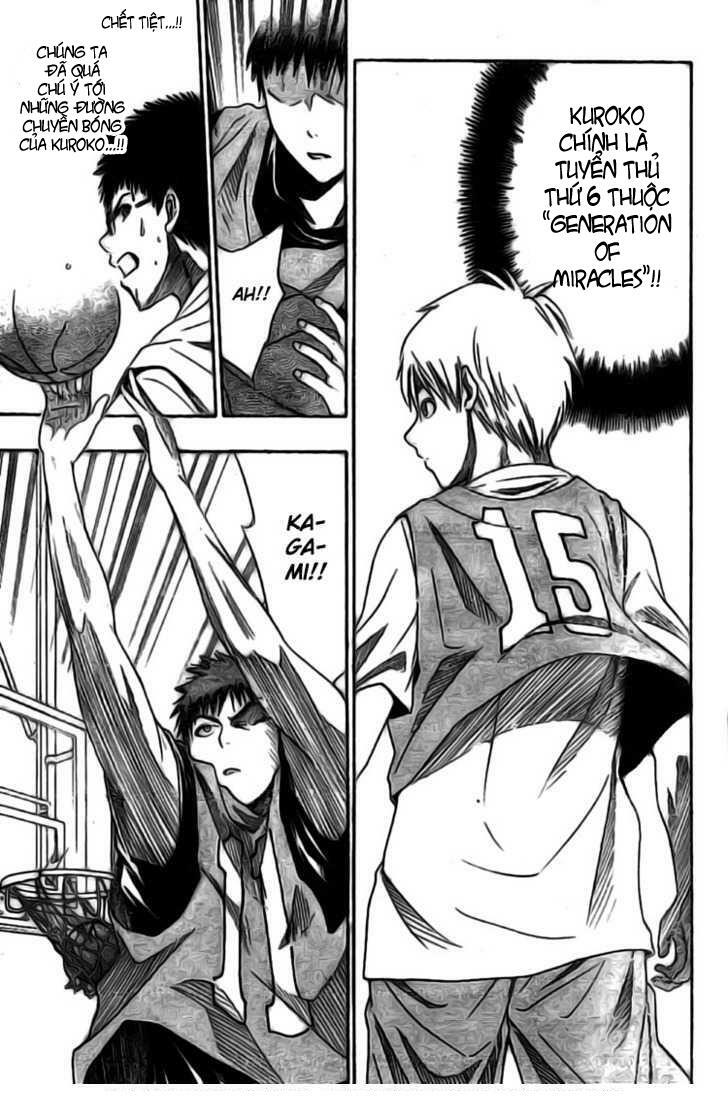 KUROKO
CHÍNH LÀ
TUYỂN THỦ
THỨ 6 THUỘC
"GENERATION
OF
MIRACLES"!!
AH!!
CHẾT TIỆT...!!
CHÚNG TA
ĐÃ QUÁ
CHÚ Ý TỚI
NHỮNG ĐƯỜNG
CHUYỀN BÓNG
CỦA KUROKO...!!
KA-
GA-
MI!!
15